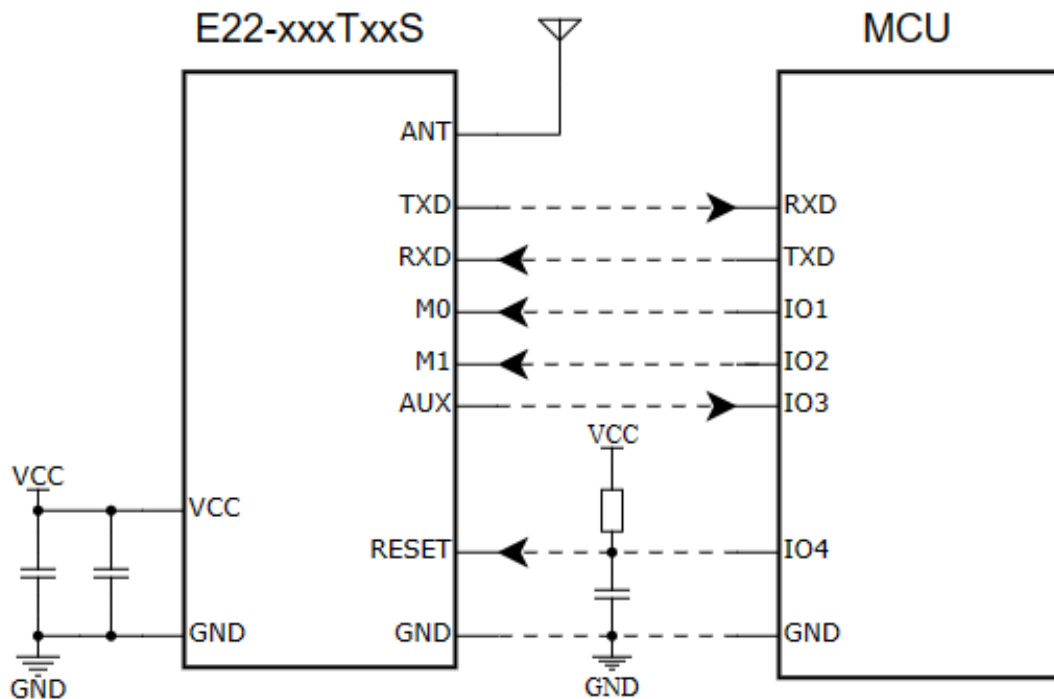 E22-xxxTxxS
MCU
ANT
TXD
RXD
RXD
TXD
M0
IO1
M1
IO2
AUX
IO3
VCC
VCC
VCC
RESET
IO4
GND
GND
GND
GND
GND